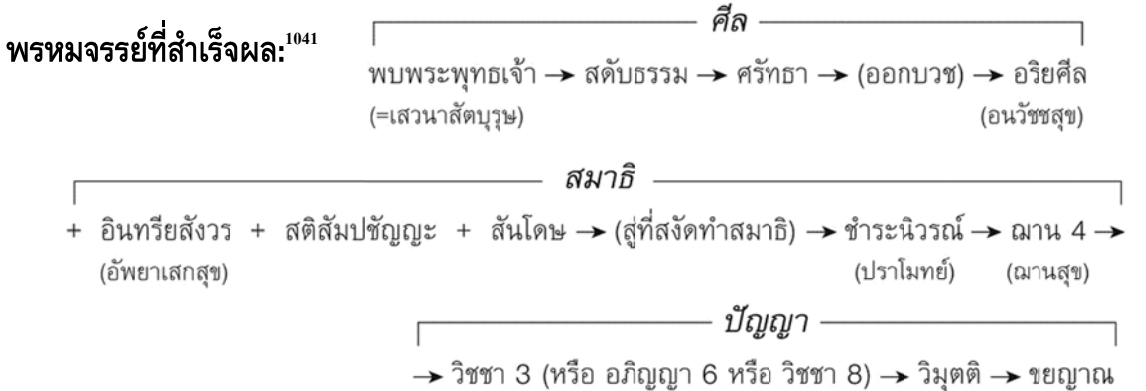 ศีล
พรหมจรรย์ที่สำเร็จผล:1041
พบพระพุทธเจ้า → สดับธรรม → ศรัทธา → (ออกบวช) → อริยศีล
(=เสวนาสัตบุรุษ) (อนวัชชสุข)
สมาธิ
+ อินทรียสังวร + สติสัมปชัญญะ + สันโดษ → (สู่ที่สงัดทำสมาธิ) → ชำระนิวรณ์ → ฌาน 4 →
(อัพยาเสกสุข) (ปราโมทย์) (ฌานสุข)
ปัญญา
→ วิชชา 3 (หรือ อภิญญา 6 หรือ วิชชา 8) → วิมุตติ → ขยญาณ